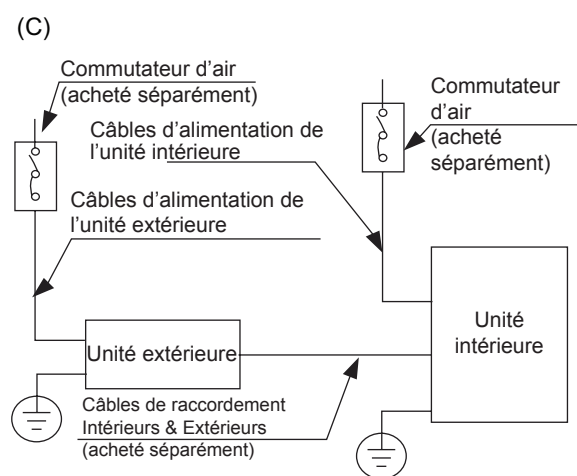 (C)
Commutateur d'air
(acheté séparément)
Commutateur
d'air
(acheté
séparément)
Câbles d'alimentation de
l'unité intérieure
Câbles d'alimentation de
l'unité extérieure
Unité extérieure
Unité
intérieure
Câbles de raccordement
Intérieurs & Extérieurs
(acheté séparément)